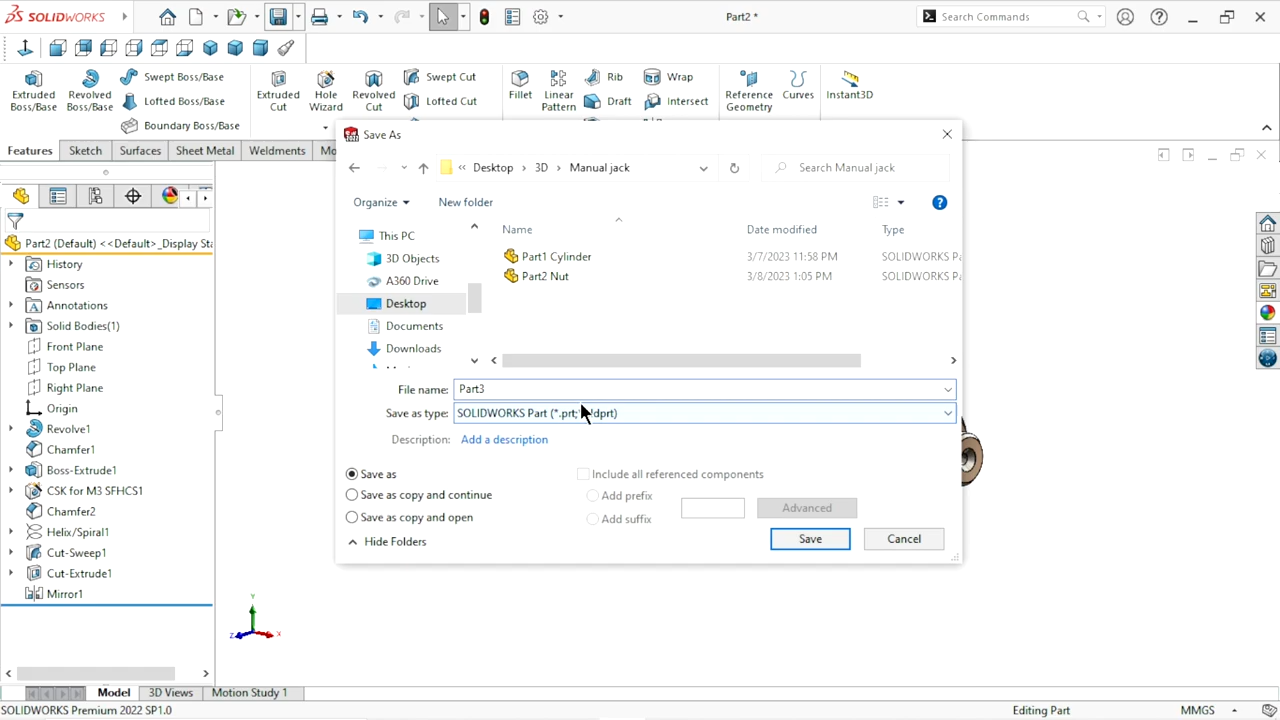 SOLIDWORKS
Part2 *
Search Commands
Extruded Boss/Base
Revolved Boss/Base
Swept Boss/Base
Lofted Boss/Base
Boundary Boss/Base
Extruded Cut
Hole Wizard
Revolved Cut
Swept Cut
Lofted Cut
Fillet
Linear Pattern
Rib
Draft
Wrap
Intersect
Reference Geometry
Curves
Instant3D
Features
Sketch
Surfaces
Sheet Metal
Weldments
Mo
Save As
« Desktop › 3D › Manual jack
Search Manual jack
Organize
New folder
This PC
3D Objects
A360 Drive
Desktop
Documents
Downloads
Name
Date modified
Type
Part1 Cylinder 3/7/2023 11:58 PM SOLIDWORKS Pa
Part2 Nut 3/8/2023 1:05 PM SOLIDWORKS Pa
File name: Part3
Save as type: SOLIDWORKS Part (*.prt; dprt)
Description: Add a description
Save as
Save as copy and continue
Save as copy and open
Include all referenced components
Add prefix
Add suffix
Advanced
Hide Folders
Save
Cancel
Part2 (Default) <<Default>_Display Sta
History
Sensors
Annotations
Solid Bodies(1)
Front Plane
Top Plane
Right Plane
Origin
Revolve1
Chamfer1
Boss-Extrude1
CSK for M3 SFHCS1
Chamfer2
Helix/Spiral1
Cut-Sweep1
Cut-Extrude1
Mirror1
Y
Z
X
Model
3D Views
Motion Study 1
SOLIDWORKS Premium 2022 SP1.0
Editing Part
MMGS